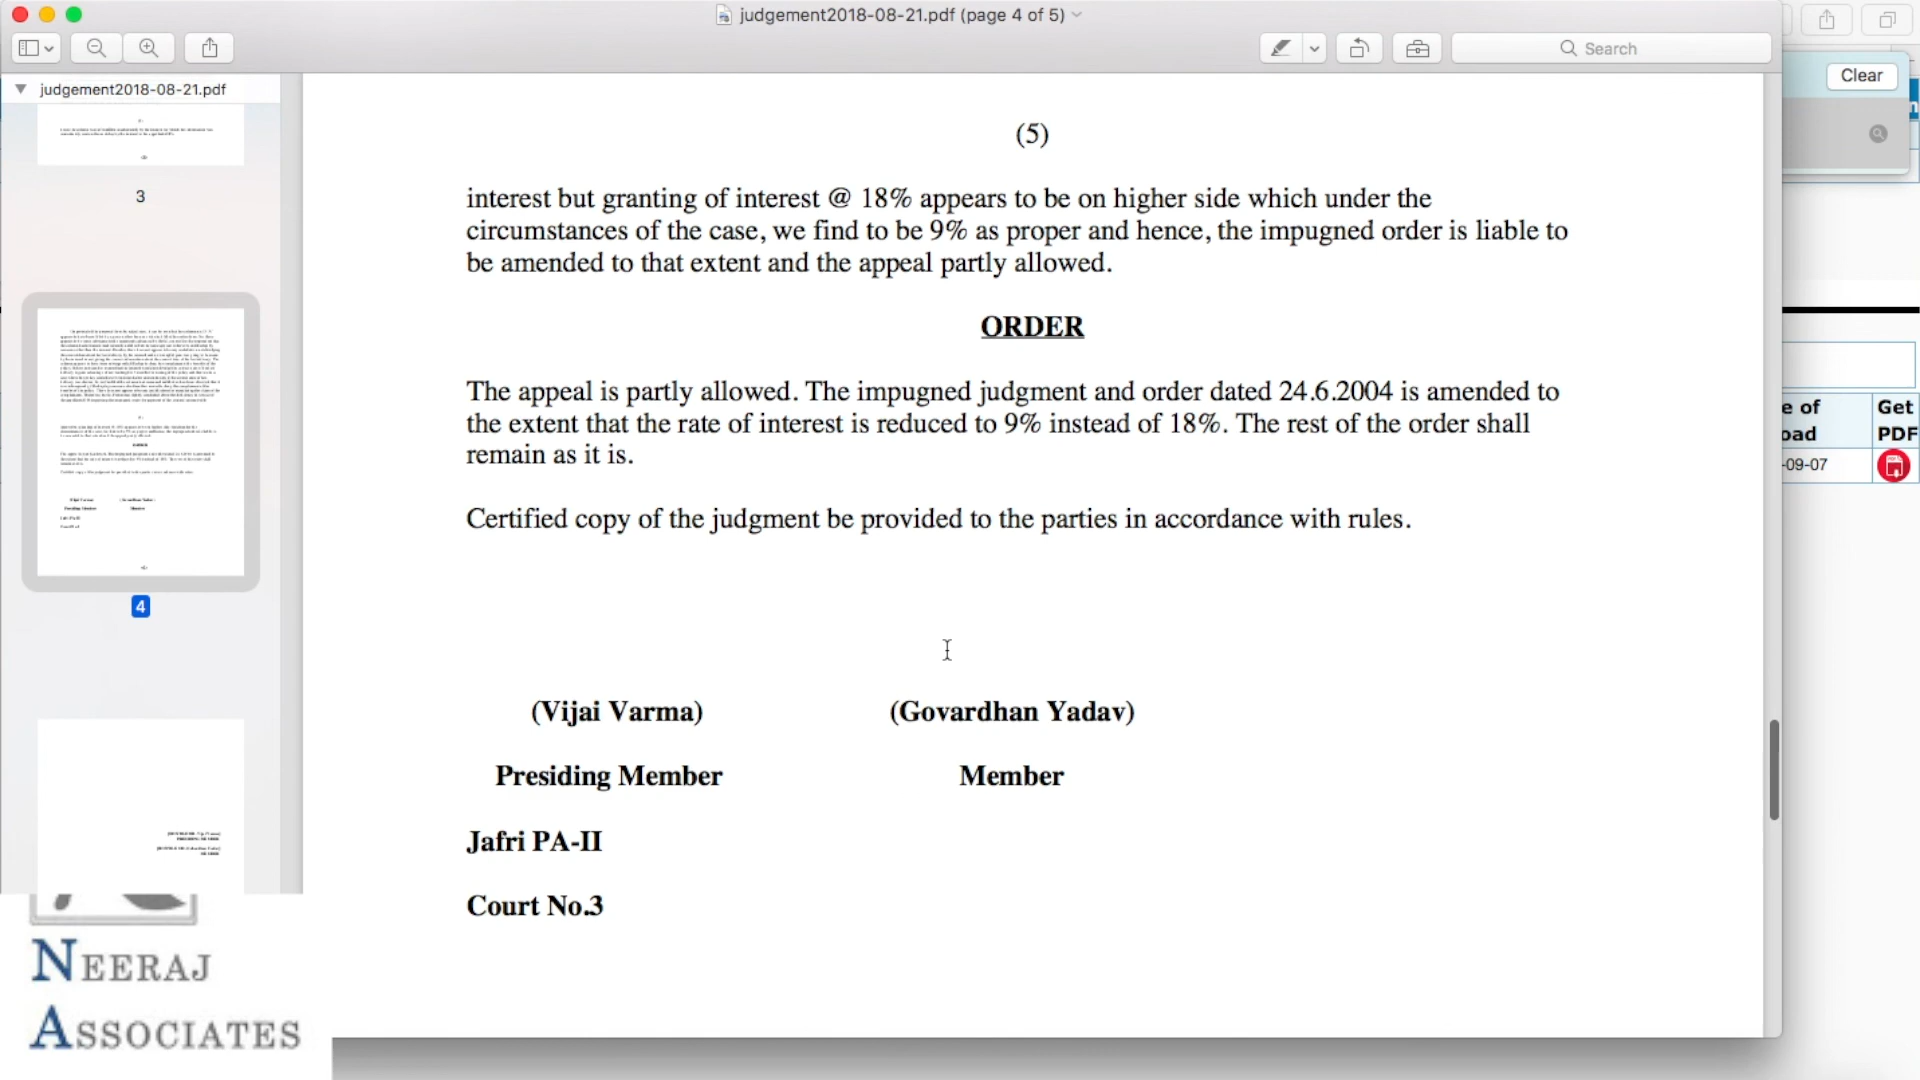 judgement2018-08-21.pdf (page 4 of 5)
Search
Clear
judgement2018-08-21.pdf
3
4
(5)
interest but granting of interest @ 18% appears to be on higher side which under the
circumstances of the case, we find to be 9% as proper and hence, the impugned order is liable to
be amended to that extent and the appeal partly allowed.
ORDER
The appeal is partly allowed. The impugned judgment and order dated 24.6.2004 is amended to
the extent that the rate of interest is reduced to 9% instead of 18%. The rest of the order shall
remain as it is.
Certified copy of the judgment be provided to the parties in accordance with rules.
(Vijai Varma) (Govardhan Yadav)
Presiding Member Member
Jafri PA-II
Court No.3
e of Get
oad PDF
-09-07
NEERAJ
ASSOCIATES